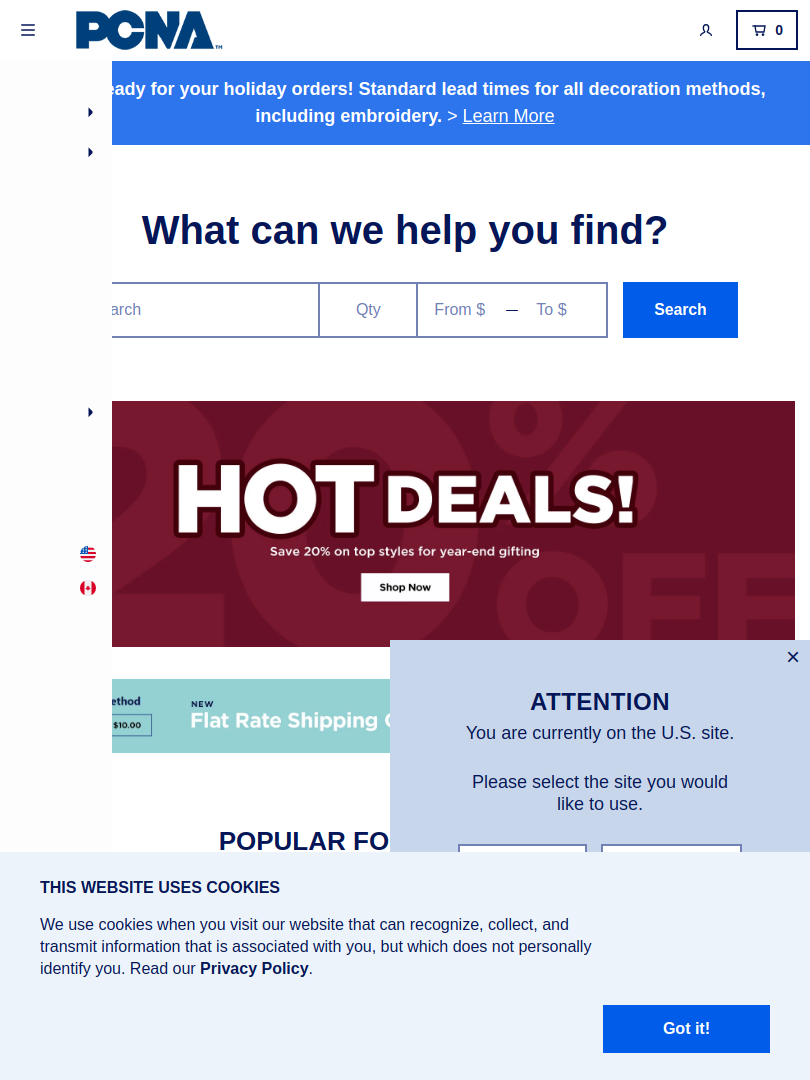 PCNA
0
eady for your holiday orders! Standard lead times for all decoration methods,
including embroidery. > Learn More
What can we help you find?
arch
Qty
From $ — To $
Search
20% OFF
HOT DEALS!
Save 20% on top styles for year-end gifting
Shop Now
ethod
$10.00
NEW
Flat Rate Shipping
ATTENTION
You are currently on the U.S. site.
Please select the site you would
like to use.
POPULAR FO
THIS WEBSITE USES COOKIES
We use cookies when you visit our website that can recognize, collect, and
transmit information that is associated with you, but which does not personally
identify you. Read our Privacy Policy.
Got it!